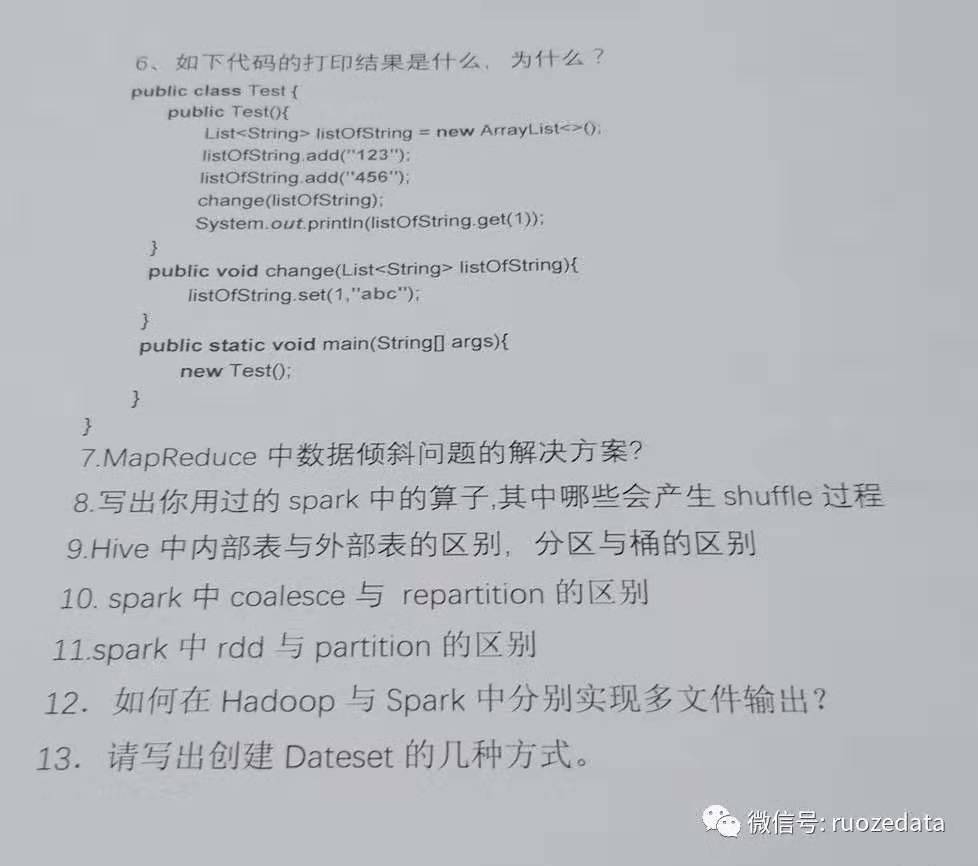 6、如下代码的打印结果是什么，为什么？
public class Test {
public Test(){
List<String> listOfString = new ArrayList<>();
listOfString.add("123");
listOfString.add("456");
change(listOfString);
System.out.println(listOfString.get(1));
}
public void change(List<String> listOfString){
listOfString.set(1,"abc");
}
public static void main(String[] args){
new Test();
}
}
7.MapReduce 中数据倾斜问题的解决方案?
8.写出你用过的 spark 中的算子,其中哪些会产生 shuffle 过程
9.Hive 中内部表与外部表的区别，分区与桶的区别
10. spark 中 coalesce 与 repartition 的区别
11.spark 中 rdd 与 partition 的区别
12．如何在 Hadoop 与 Spark 中分别实现多文件输出？
13．请写出创建 Dateset 的几种方式。
微信号: ruozedata